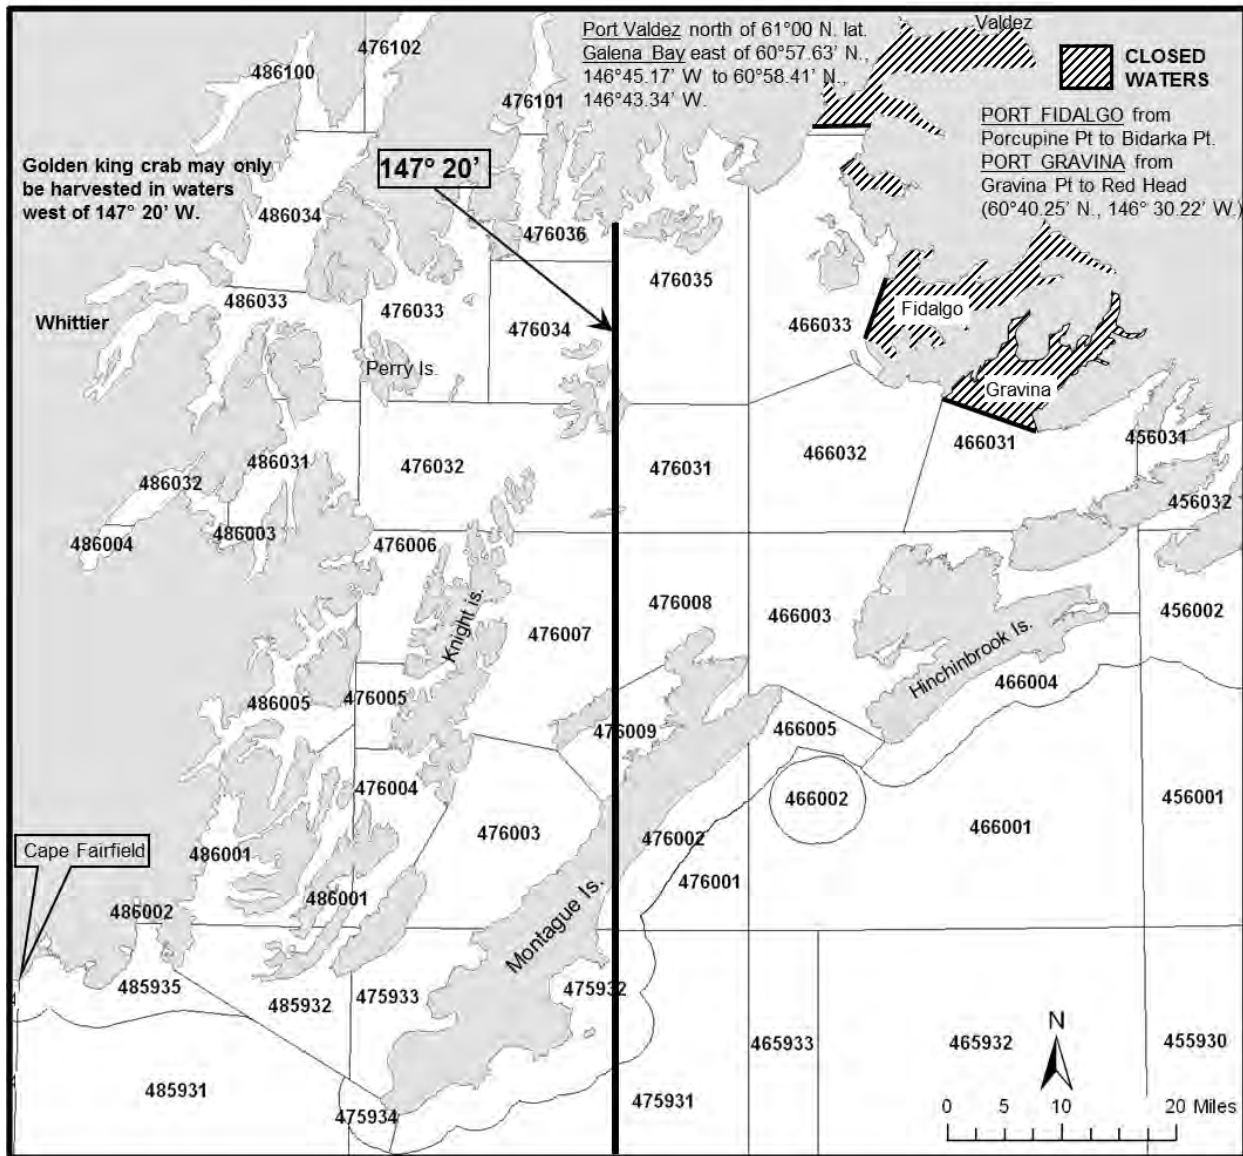 Port Valdez north of 61°00 N. lat.
Galena Bay east of 60°57.63' N.,
146°45.17' W to 60°58.41' N.,
146°43.34' W.
Valdez
CLOSED
WATERS
PORT FIDALGO from
Porcupine Pt to Bidarka Pt.
PORT GRAVINA from
Gravina Pt to Red Head
(60°40.25' N., 146° 30.22' W.)
Golden king crab may only
be harvested in waters
west of 147° 20' W.
147° 20'
476102
486100
476101
486034
476036
476035
486033
476033
476034
466033
Fidalgo
Whittier
Perry Is.
Gravina
486031
476032
476031
466032
466031
456031
486032
456032
486004
486003
476006
Knight is.
476007
476008
466003
456002
Hinchinbrook Is.
466004
486005
476005
476009
466005
476004
466002
476003
476002
466001
456001
476001
Cape Fairfield
486001
486001
486002
Montague Is.
485935
485932
475933
475932
N
465933
465932
455930
485931
475934
475931
0 5 10 20 Miles